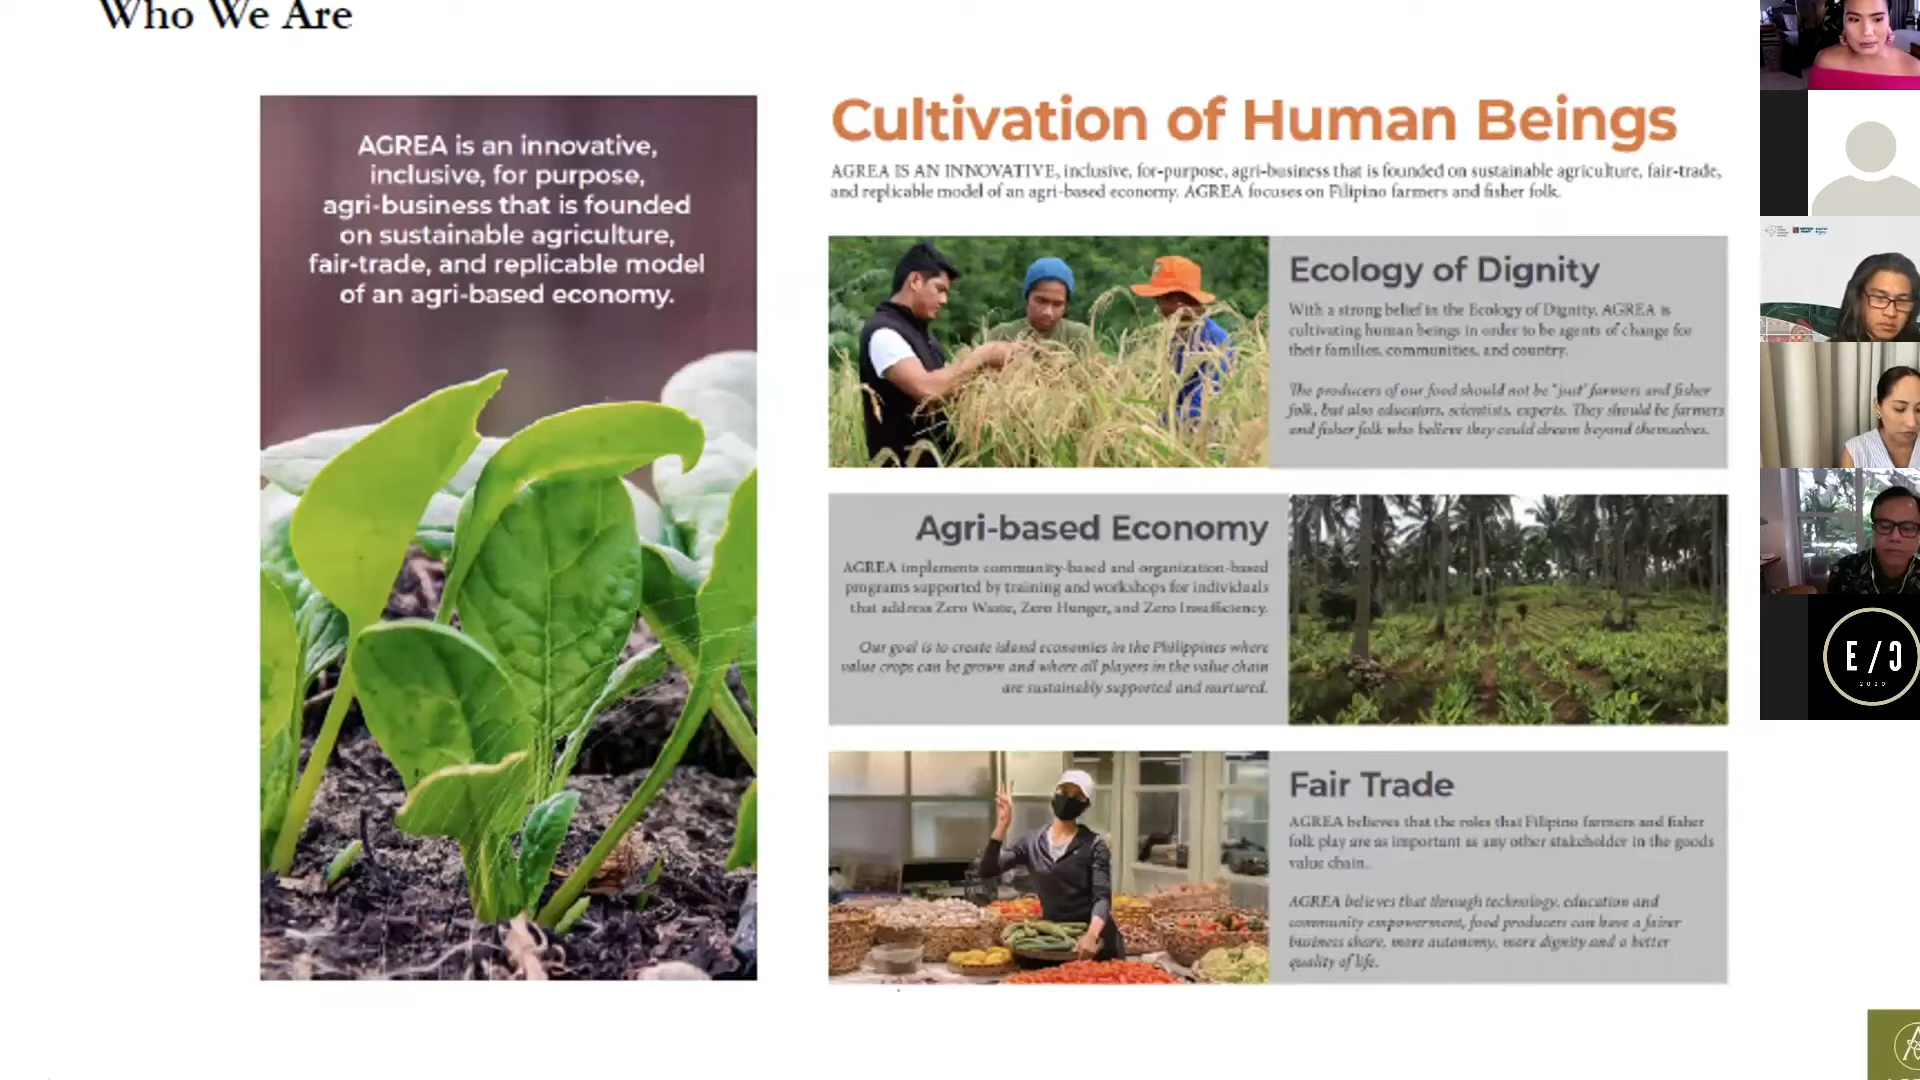 Who We Are
AGREA is an innovative,
inclusive, for purpose,
agri-business that is founded
on sustainable agriculture,
fair-trade, and replicable model
of an agri-based economy.
Cultivation of Human Beings
AGREA IS AN INNOVATIVE, inclusive, for-purpose, agri-business that is founded on sustainable agriculture, fair-trade,
and replicable model of an agri-based economy. AGREA focuses on Filipino farmers and fisher folk.
Ecology of Dignity
With a strong belief in the Ecology of Dignity, AGREA is
cultivating human beings in order to be agents of change for
their families, communities, and country.
The producers of our food should not be "just" farmers and fisher
folk, but also educators, scientists, experts. They should be farmers
and fisher folk who believe they could dream beyond themselves.
Agri-based Economy
AGREA implements community-based and organization-based
programs supported by training and workshops for individuals
that address Zero Waste, Zero Hunger, and Zero Insufficiency.
Our goal is to create island economies in the Philippines where
value crops can be grown and where all players in the value chain
are sustainably supported and nurtured.
Fair Trade
AGREA believes that the roles that Filipino farmers and fisher
folk play are as important as any other stakeholder in the goods
value chain.
AGREA believes that through technology, education and
community empowerment, food producers can have a fairer
business share, more autonomy, more dignity and a better
quality of life.
E/C
2020